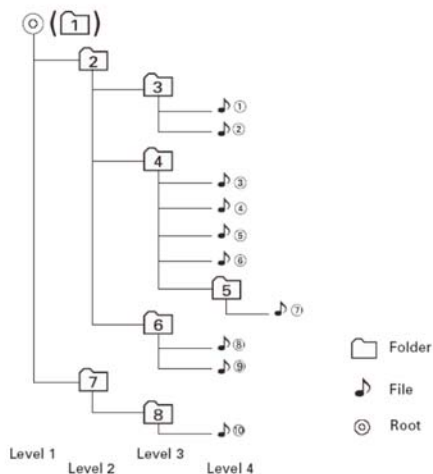 (1)
2
3
①
②
4
③
④
⑤
⑥
5
⑦
6
⑧
⑨
7
8
⑩
Folder
File
Root
Level 1
Level 2
Level 3
Level 4